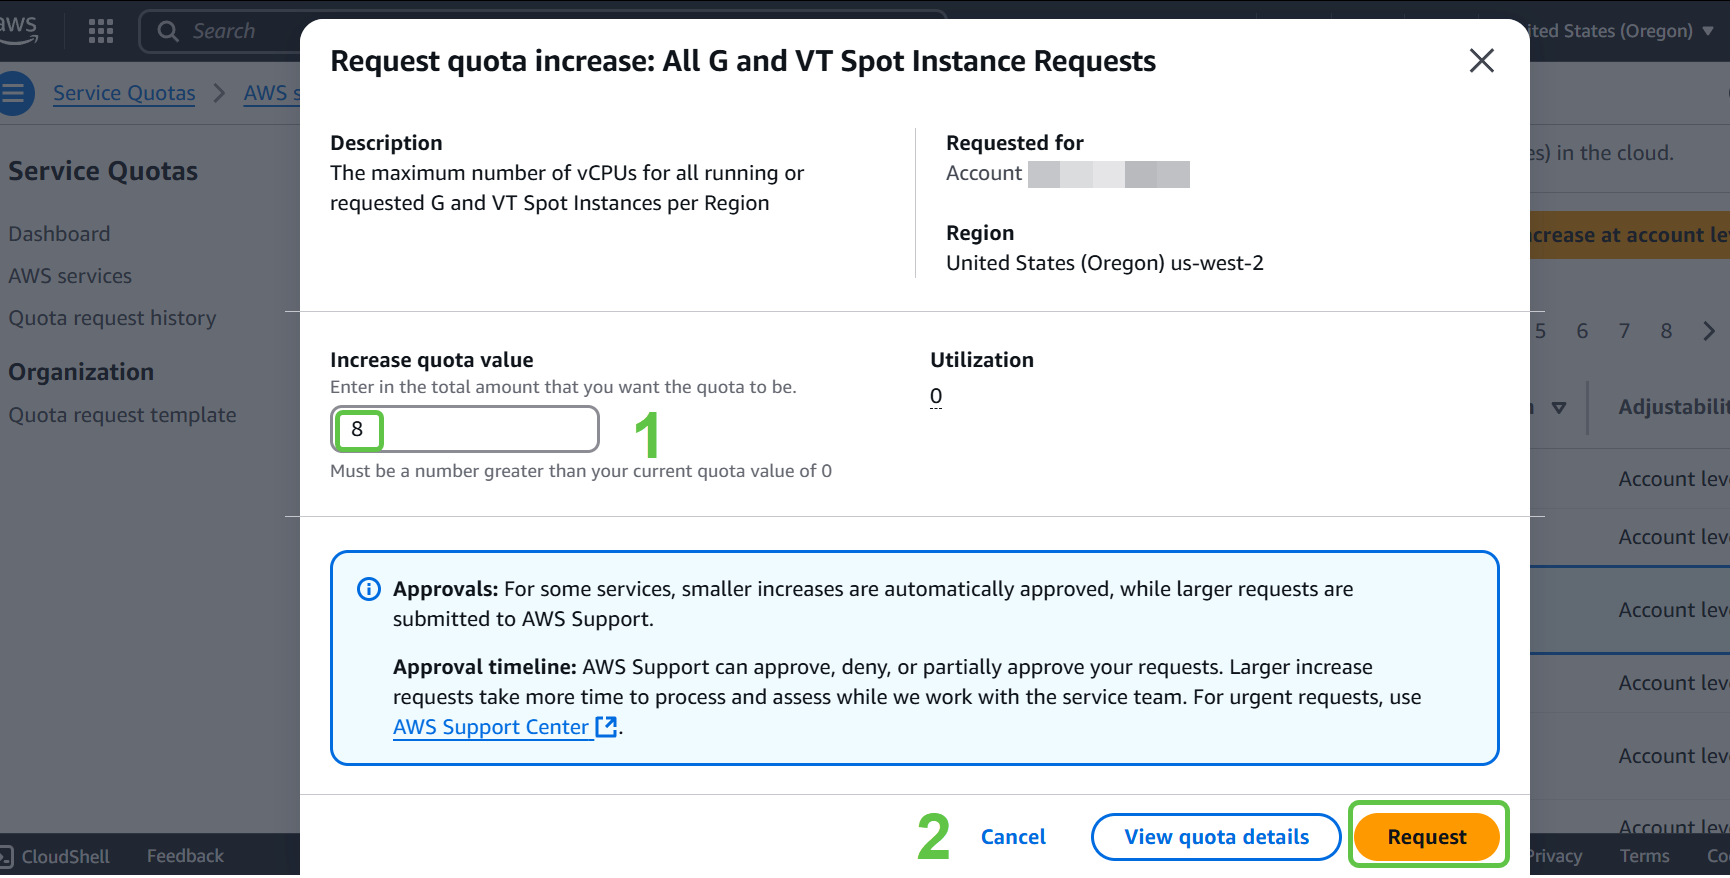 aws
Search
United States (Oregon)
Service Quotas
AWS s
Service Quotas
Dashboard
AWS services
Quota request history
Organization
Quota request template
Request quota increase: All G and VT Spot Instance Requests
Description
The maximum number of vCPUs for all running or
requested G and VT Spot Instances per Region
Requested for
Account
Region
United States (Oregon) us-west-2
Increase quota value
Enter in the total amount that you want the quota to be.
8
1
Must be a number greater than your current quota value of 0
Utilization
0
Approvals: For some services, smaller increases are automatically approved, while larger requests are
submitted to AWS Support.
Approval timeline: AWS Support can approve, deny, or partially approve your requests. Larger increase
requests take more time to process and assess while we work with the service team. For urgent requests, use
AWS Support Center.
2
Cancel
View quota details
Request
es) in the cloud.
crease at account le
5 6 7 8
Adjustabilit
Account leve
Account leve
Account leve
Account leve
Account leve
Account leve
CloudShell
Feedback
Privacy
Terms
Co